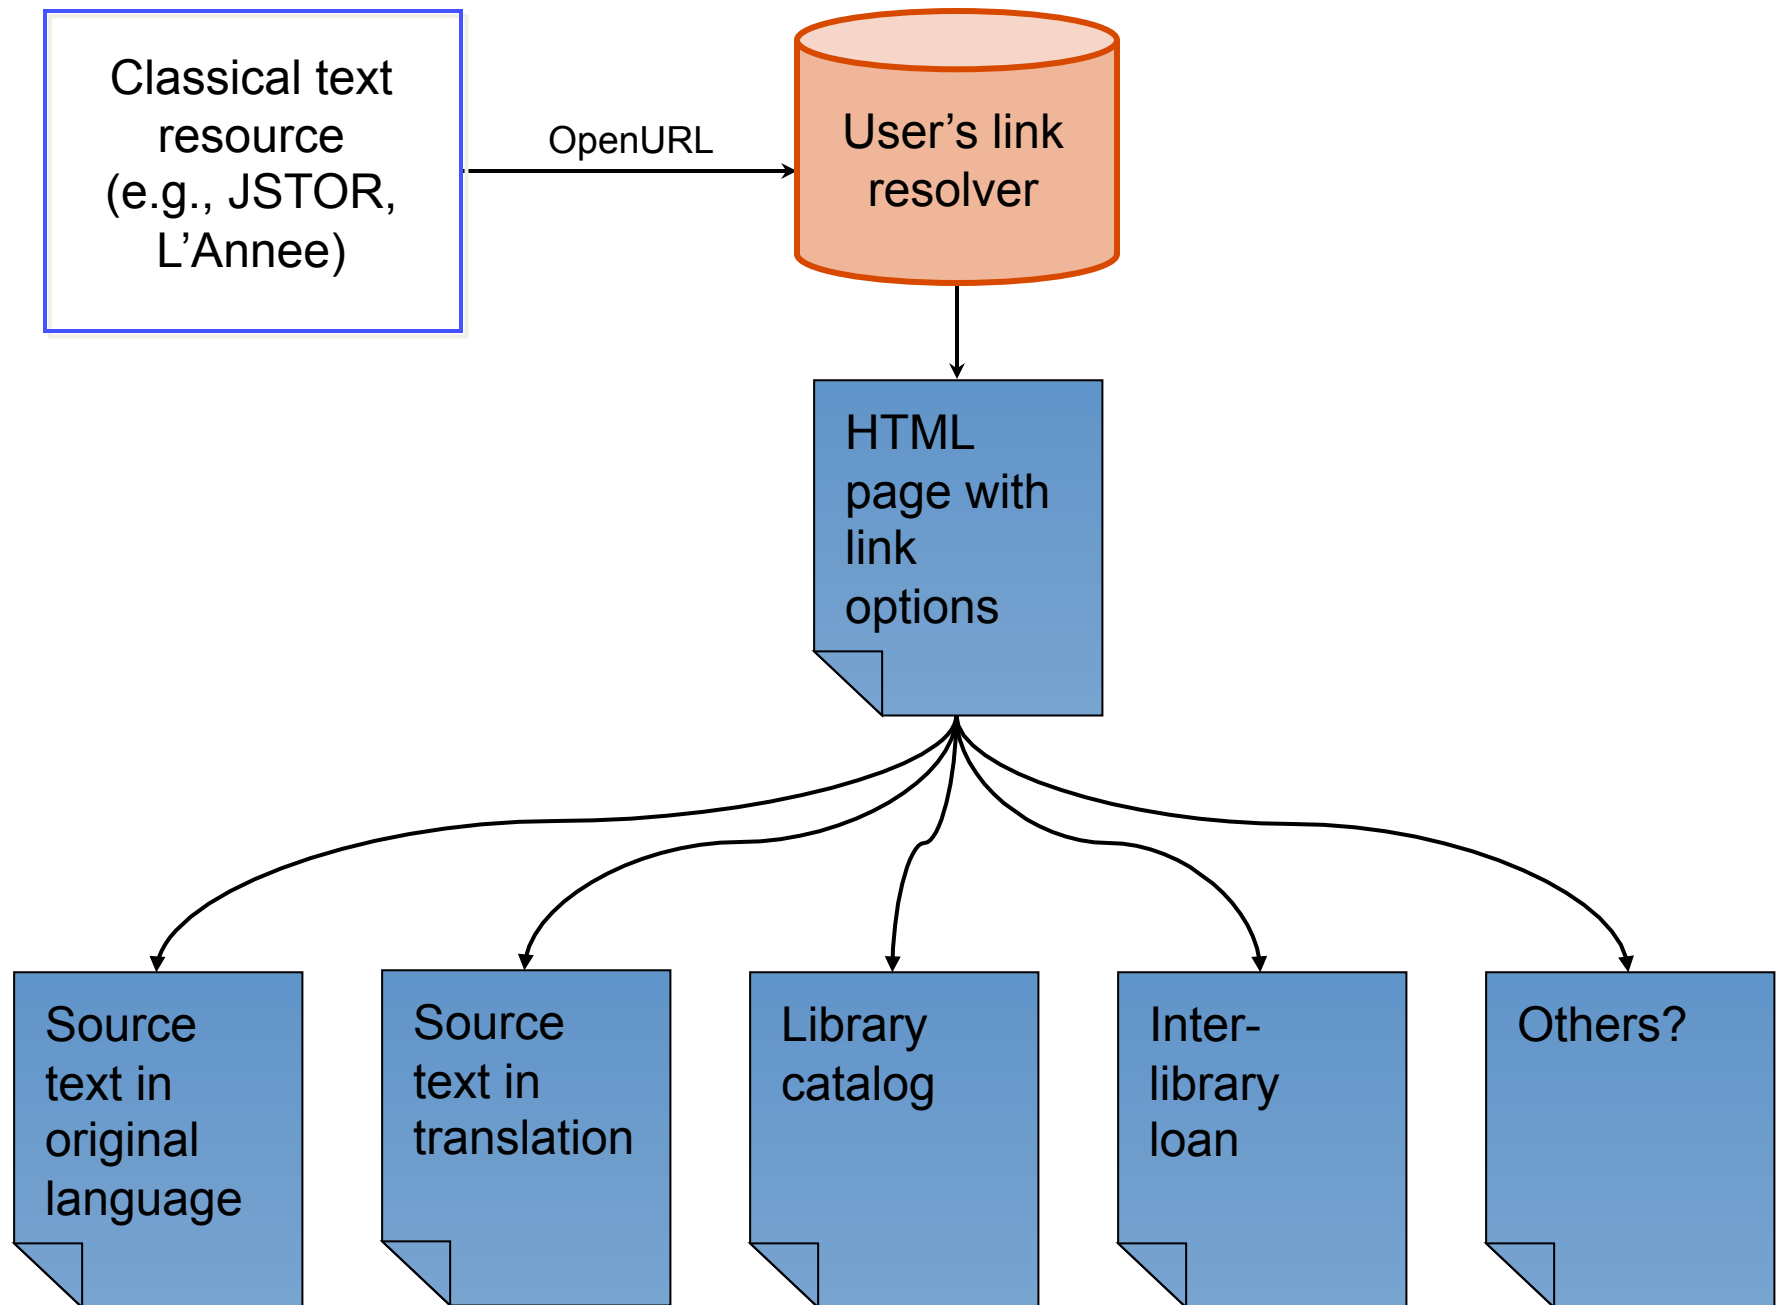 Classical text
resource
(e.g., JSTOR,
L’Annee)
OpenURL
User’s link
resolver
HTML
page with
link
options
Source
text in
original
language
Source
text in
translation
Library
catalog
Inter-
library
loan
Others?